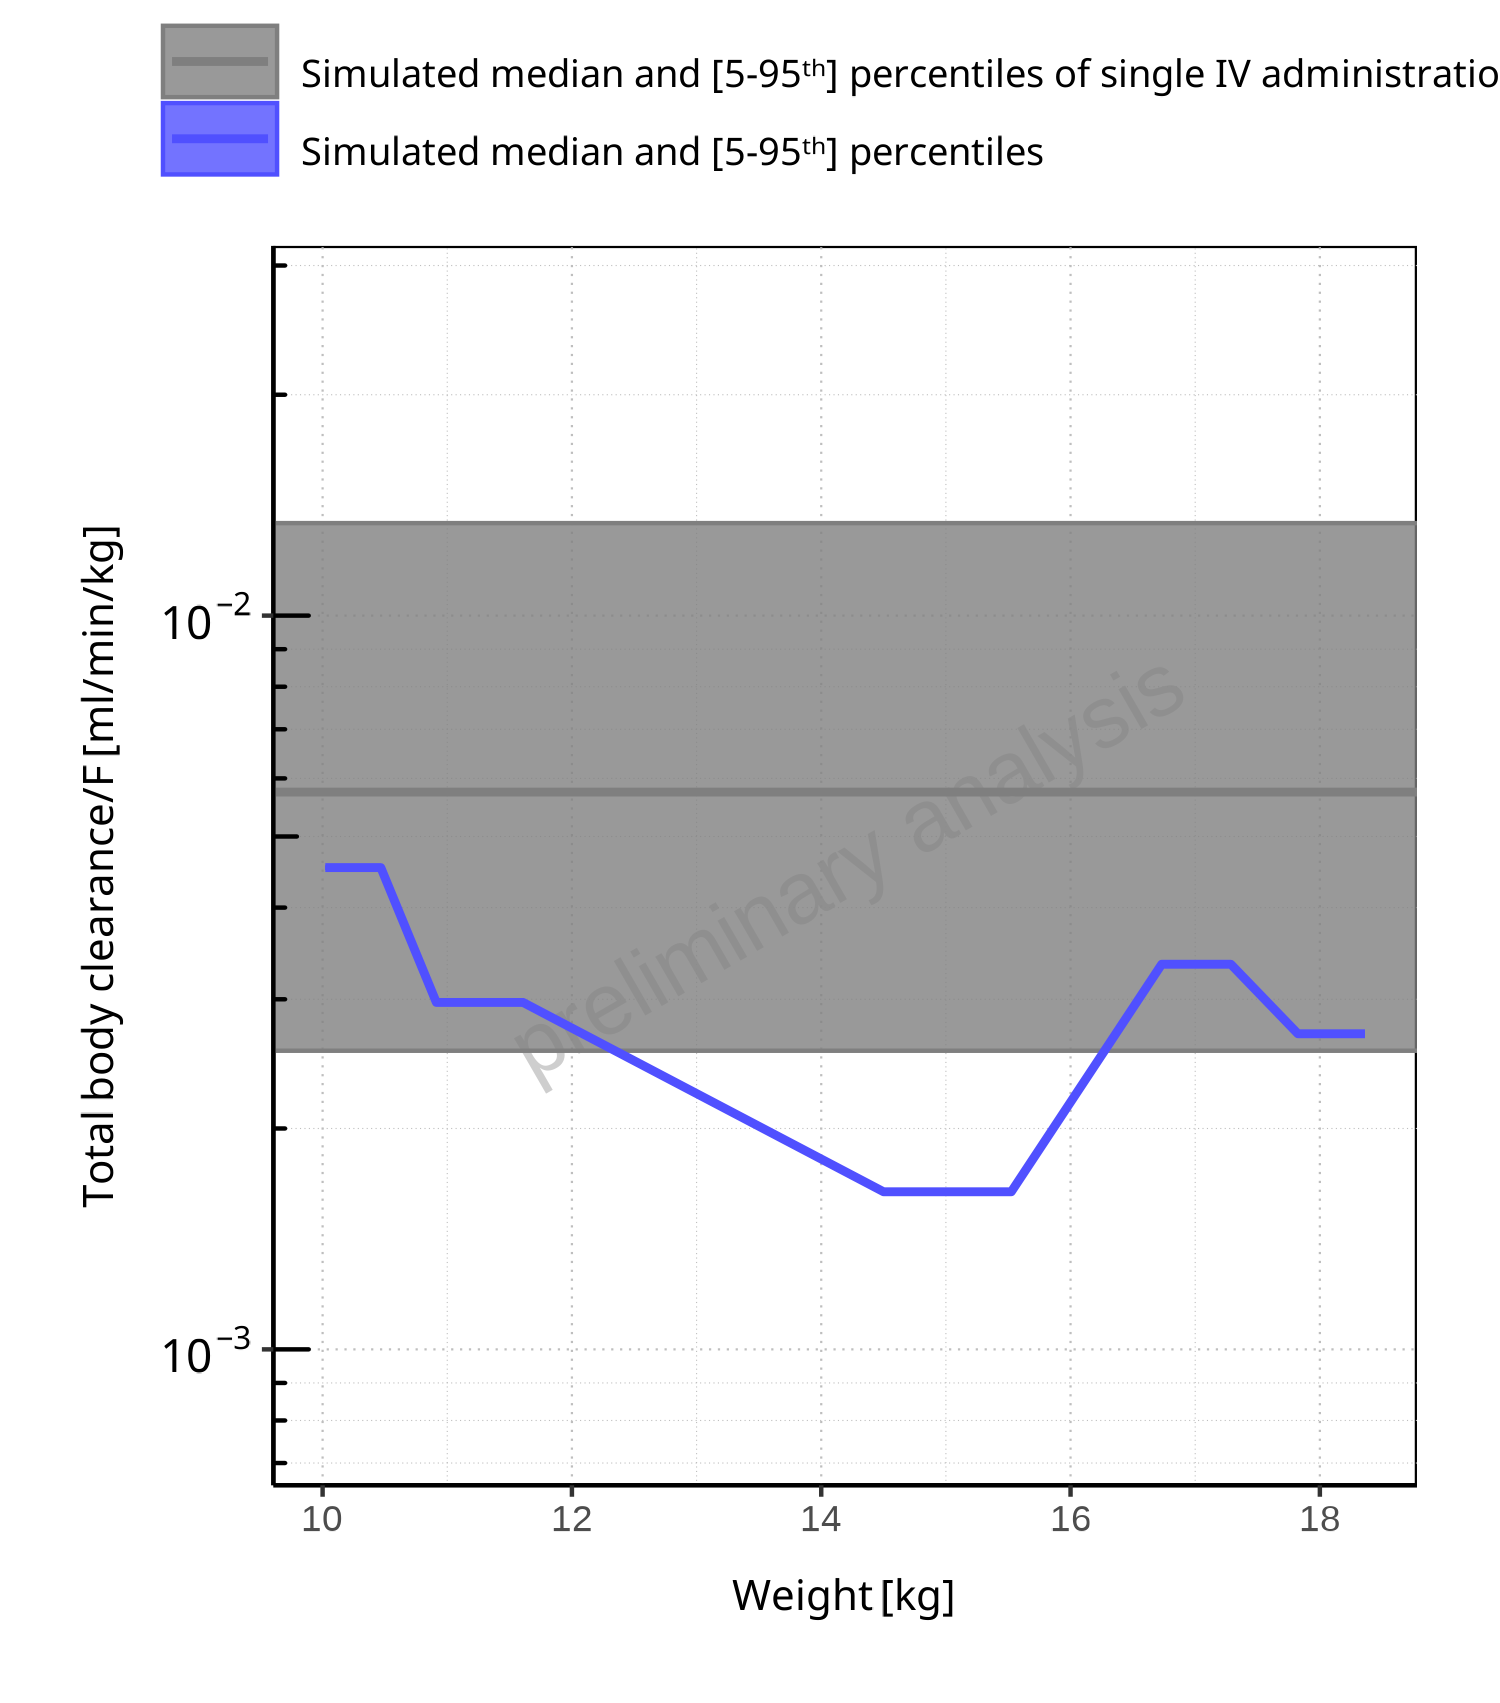 Simulated median and [5-95th] percentiles of single IV administratio
Simulated median and [5-95th] percentiles
Total body clearance/F [ml/min/kg]
10−2
10−3
preliminary analysis
10 12 14 16 18
Weight [kg]